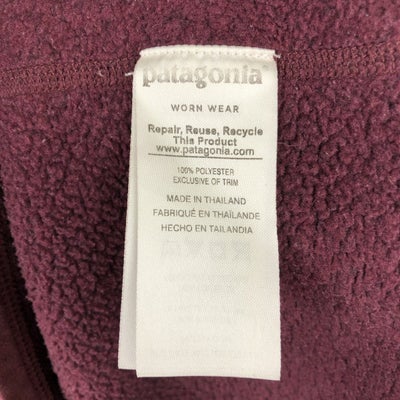 patagonia
WORN WEAR
Repair, Reuse, Recycle
This Product
www.patagonia.com
100% POLYESTER
EXCLUSIVE OF TRIM
MADE IN THAILAND
FABRIQUÉ EN THAÏLANDE
HECHO EN TAILANDIA